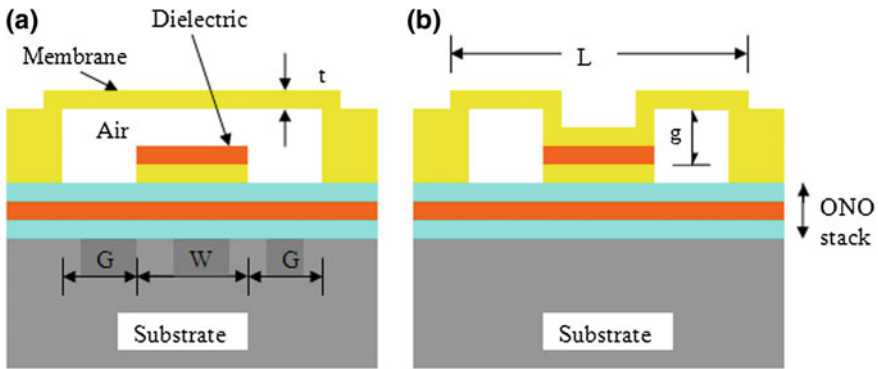 (a)
Dielectric
Membrane
t
Air
G
W
G
Substrate
(b)
L
g
ONO
stack
Substrate